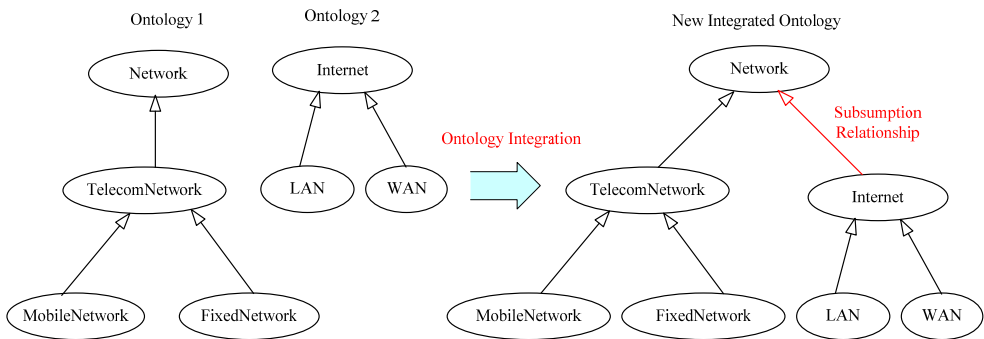 Ontology 1
Ontology 2
New Integrated Ontology
Network
Internet
Network
Subsumption
Relationship
Ontology Integration
TelecomNetwork
LAN
WAN
TelecomNetwork
Internet
MobileNetwork
FixedNetwork
MobileNetwork
FixedNetwork
LAN
WAN